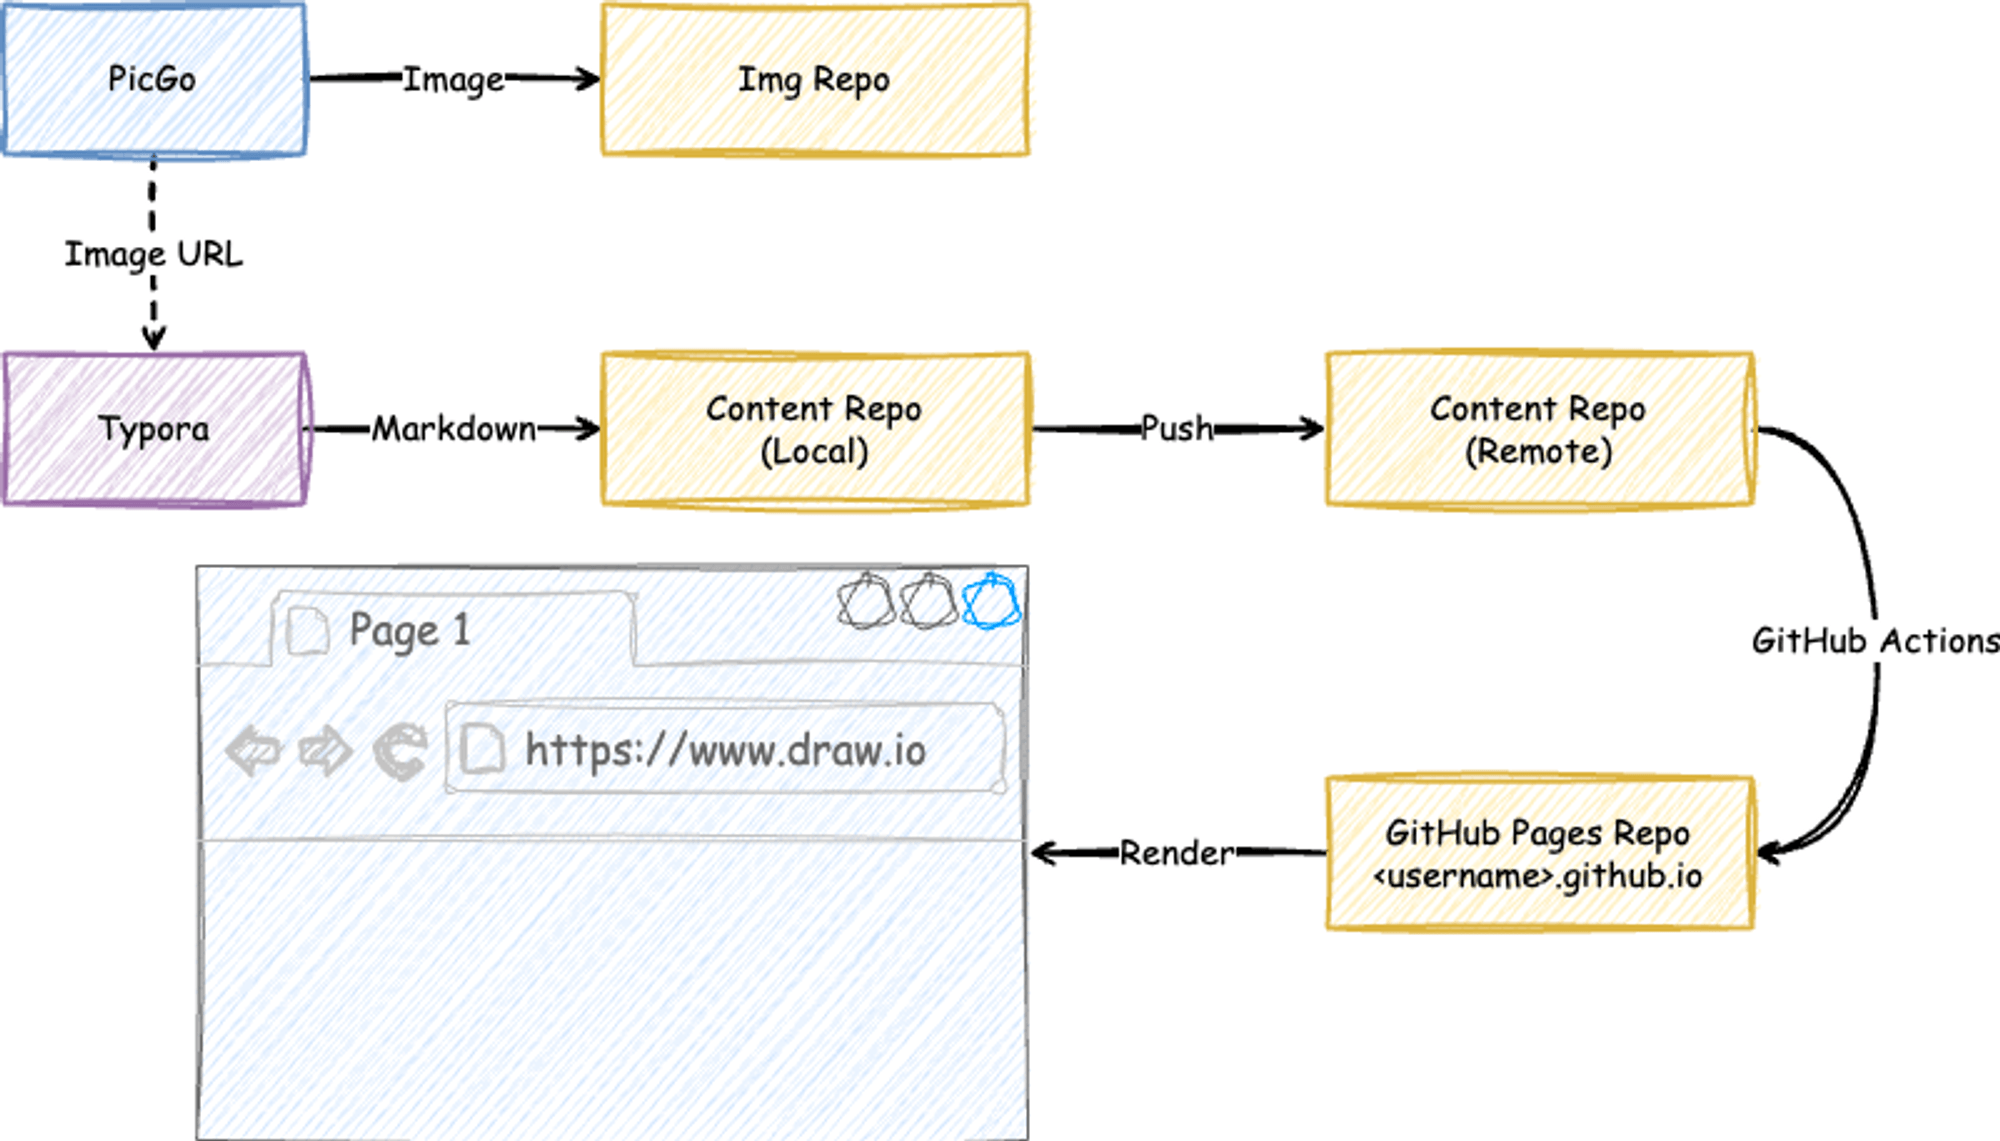 PicGo
Image
Img Repo
Image URL
Typora
Markdown
Content Repo
(Local)
Push
Content Repo
(Remote)
GitHub Actions
Page 1
https://www.draw.io
Render
GitHub Pages Repo
<username>.github.io